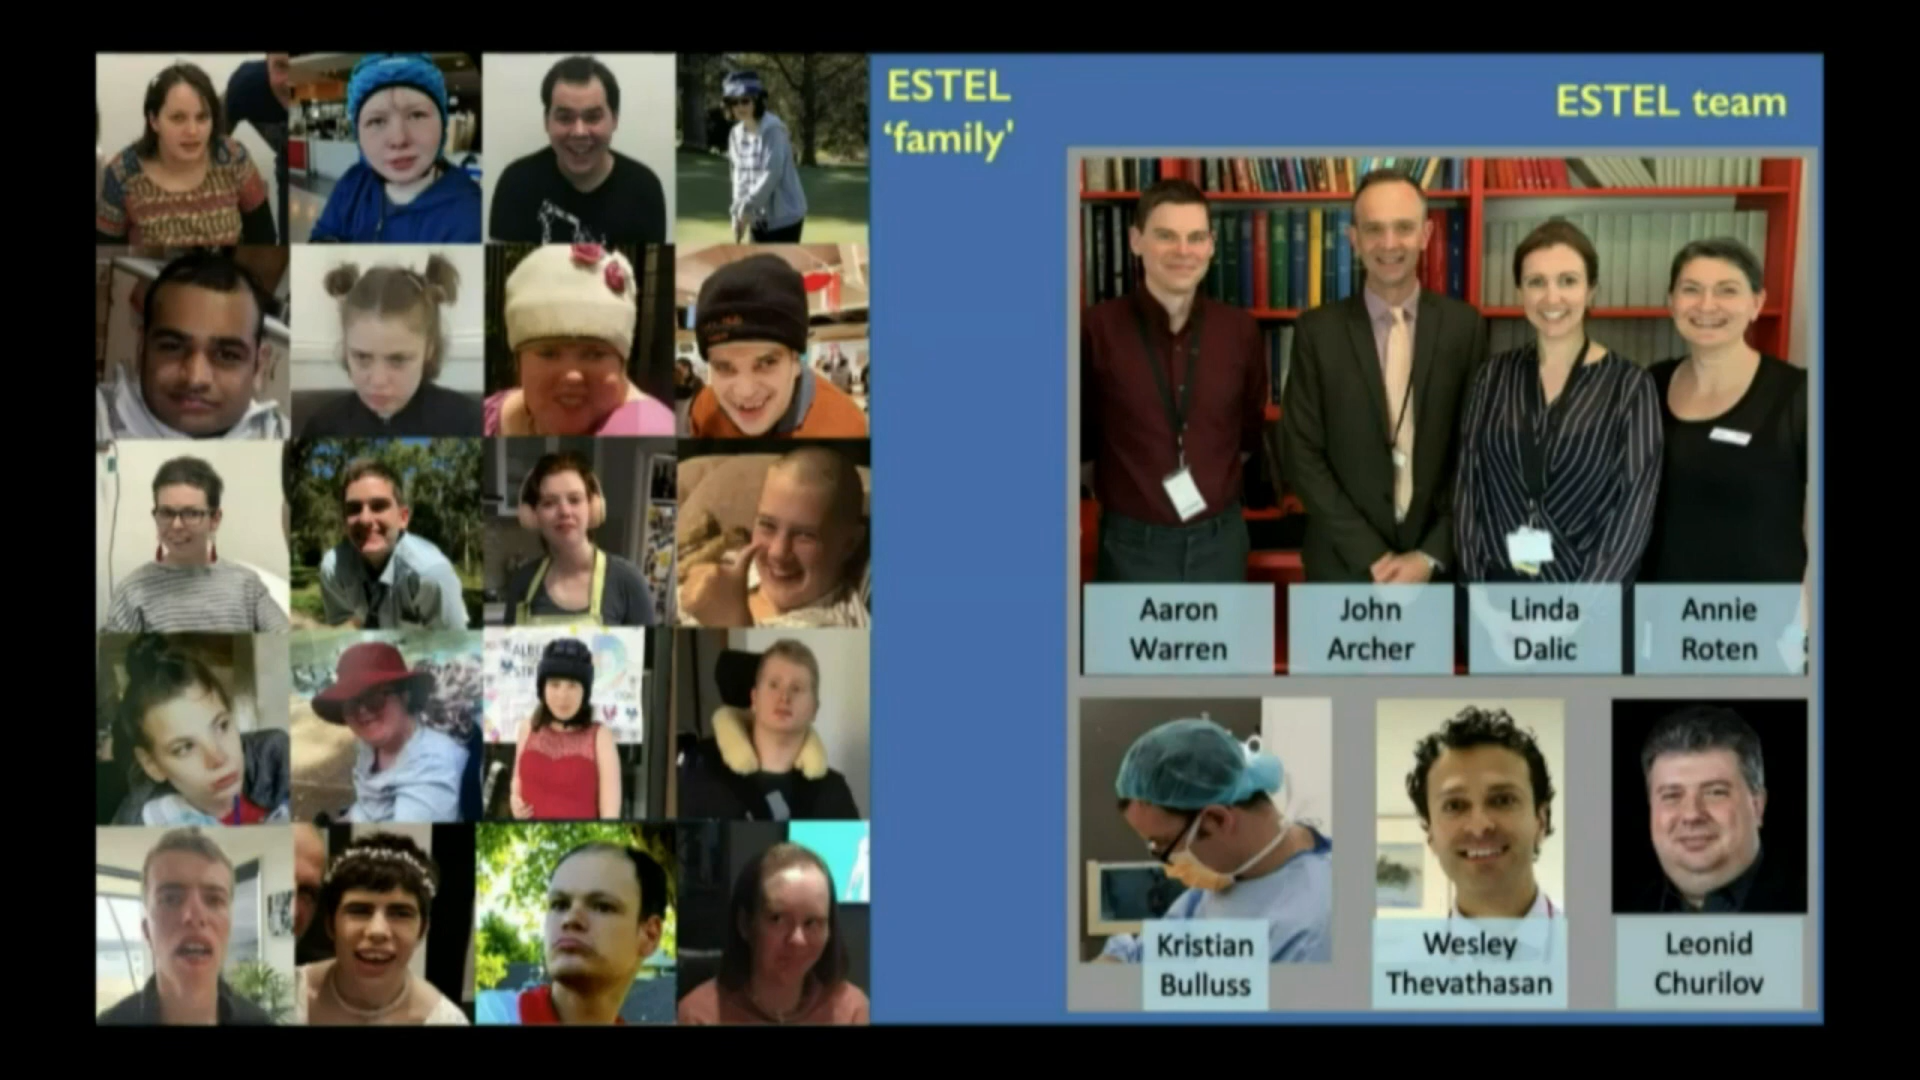 ESTEL
‘family'
ESTEL team
Aaron
Warren
John
Archer
Linda
Dalic
Annie
Roten
Kristian
Bulluss
Wesley
Thevathasan
Leonid
Churilov